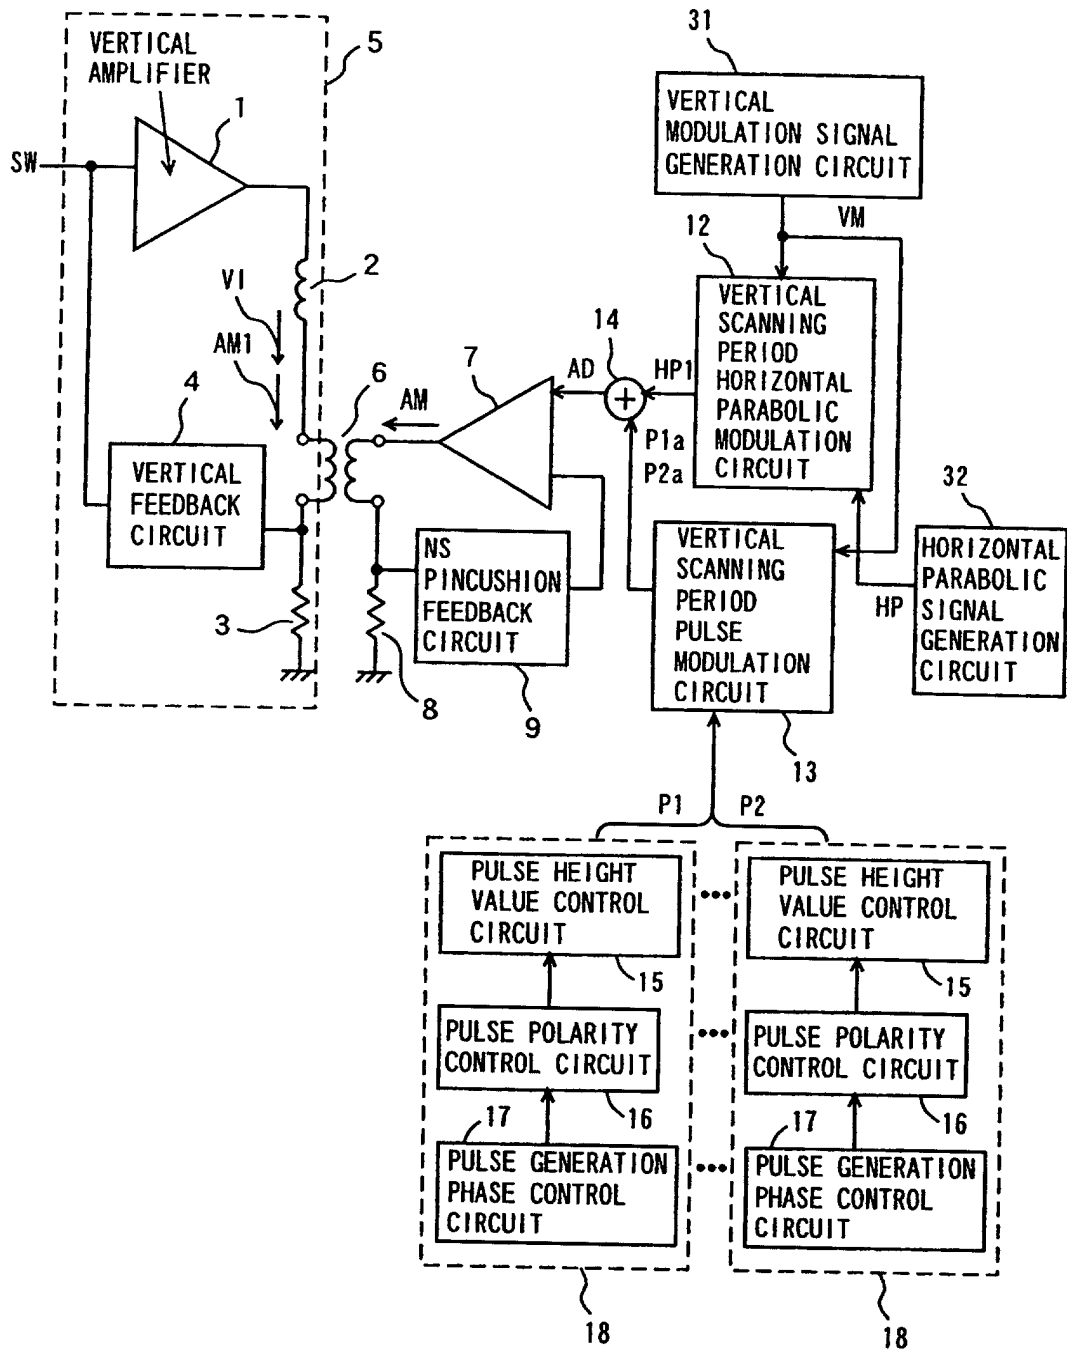 31
VERTICAL
AMPLIFIER
5
1
SW
VERTICAL
MODULATION SIGNAL
GENERATION CIRCUIT
VM
12
2
VI
AM1
14
VERTICAL
SCANNING
PERIOD
HORIZONTAL
PARABOLIC
MODULATION
CIRCUIT
4
6
7
AM
AD
HP1
P1a
P2a
VERTICAL
FEEDBACK
CIRCUIT
32
3
8
NS
PINCUSHION
FEEDBACK
CIRCUIT
9
VERTICAL
SCANNING
PERIOD
PULSE
MODULATION
CIRCUIT
13
HP
HORIZONTAL
PARABOLIC
SIGNAL
GENERATION
CIRCUIT
P1 P2
PULSE HEIGHT
VALUE CONTROL
CIRCUIT
15
PULSE HEIGHT
VALUE CONTROL
CIRCUIT
15
PULSE POLARITY
CONTROL CIRCUIT
16
PULSE POLARITY
CONTROL CIRCUIT
16
17
PULSE GENERATION
PHASE CONTROL
CIRCUIT
17
PULSE GENERATION
PHASE CONTROL
CIRCUIT
18
18